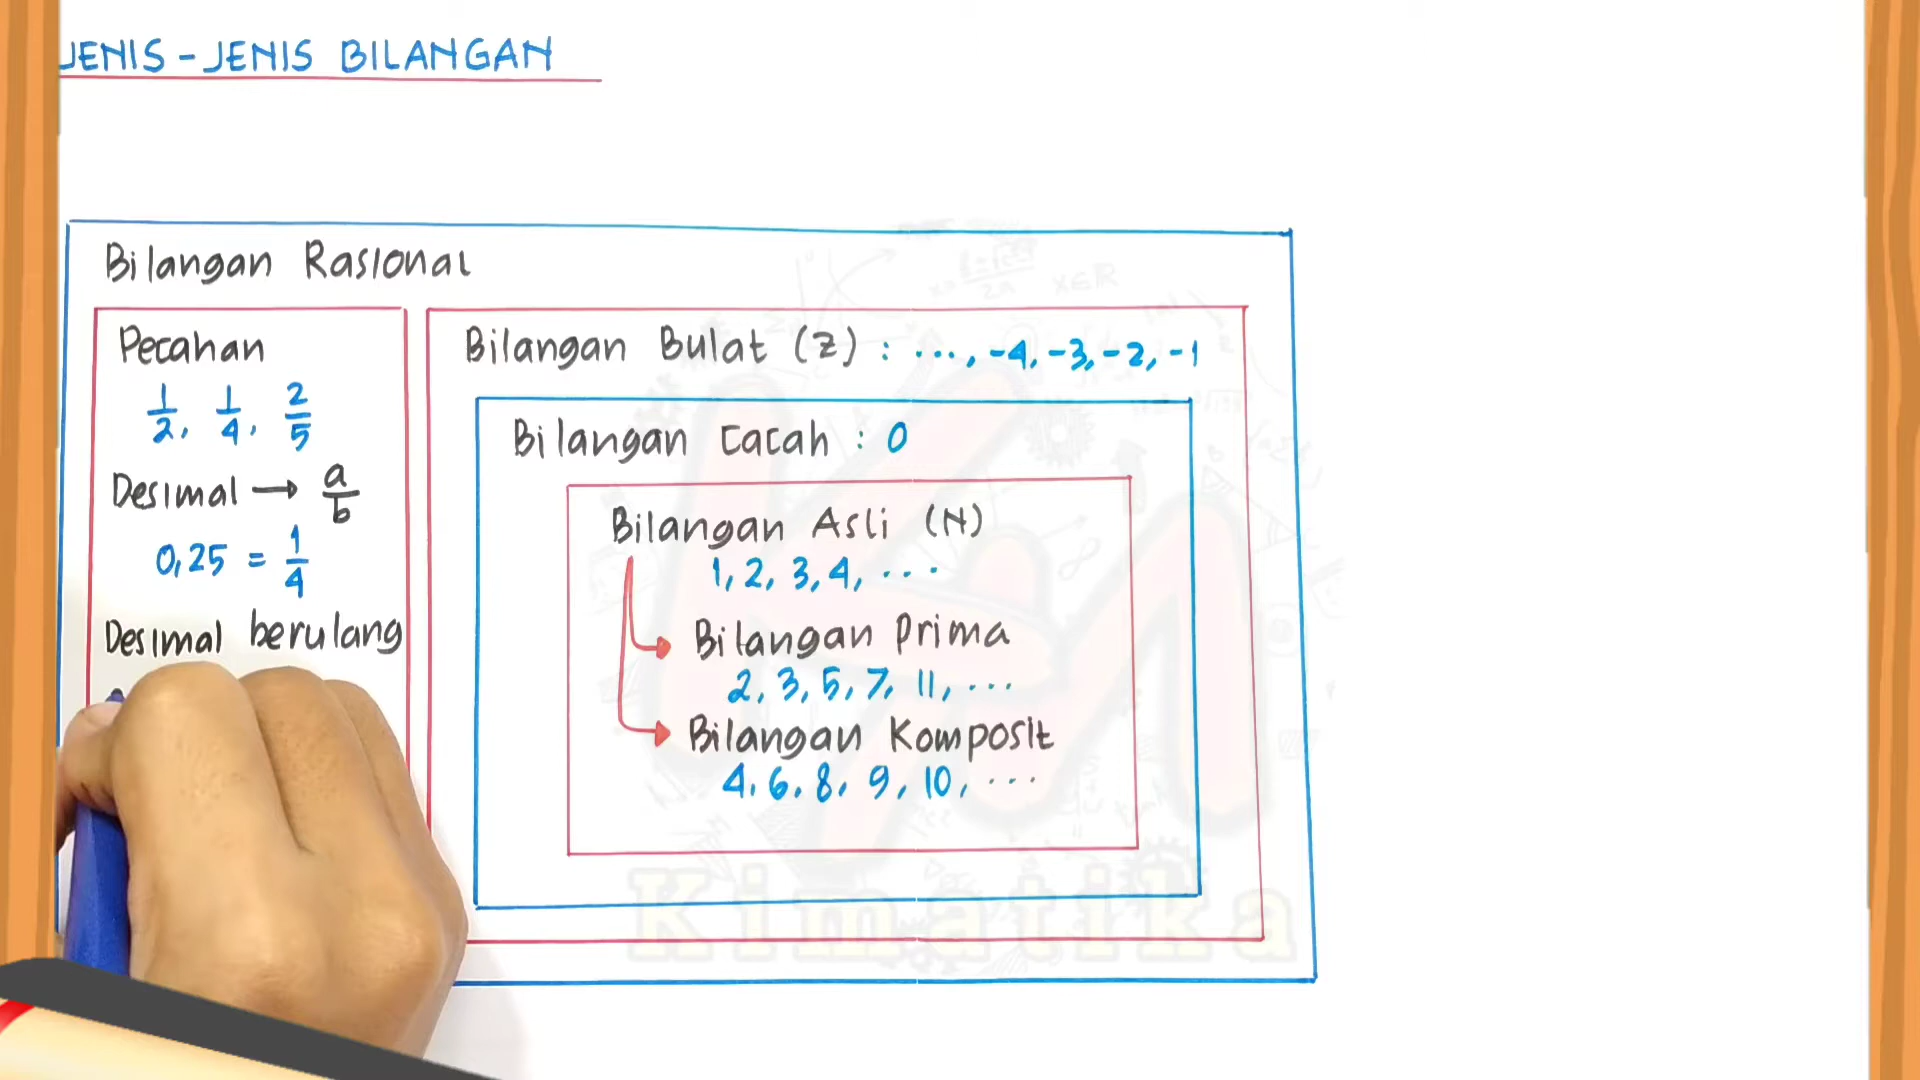 JENIS-JENIS BILANGAN
Bilangan Rasional
Pecahan
1/2, 1/4, 2/5
Desimal → a/b
0,25 = 1/4
Desimal berulang
Bilangan Bulat (Z) : ..., -4, -3, -2, -1
Bilangan Cacah : 0
Bilangan Asli (N)
1, 2, 3, 4, ...
Bilangan Prima
2, 3, 5, 7, 11, ...
Bilangan Komposit
4, 6, 8, 9, 10, ...
Kimatika